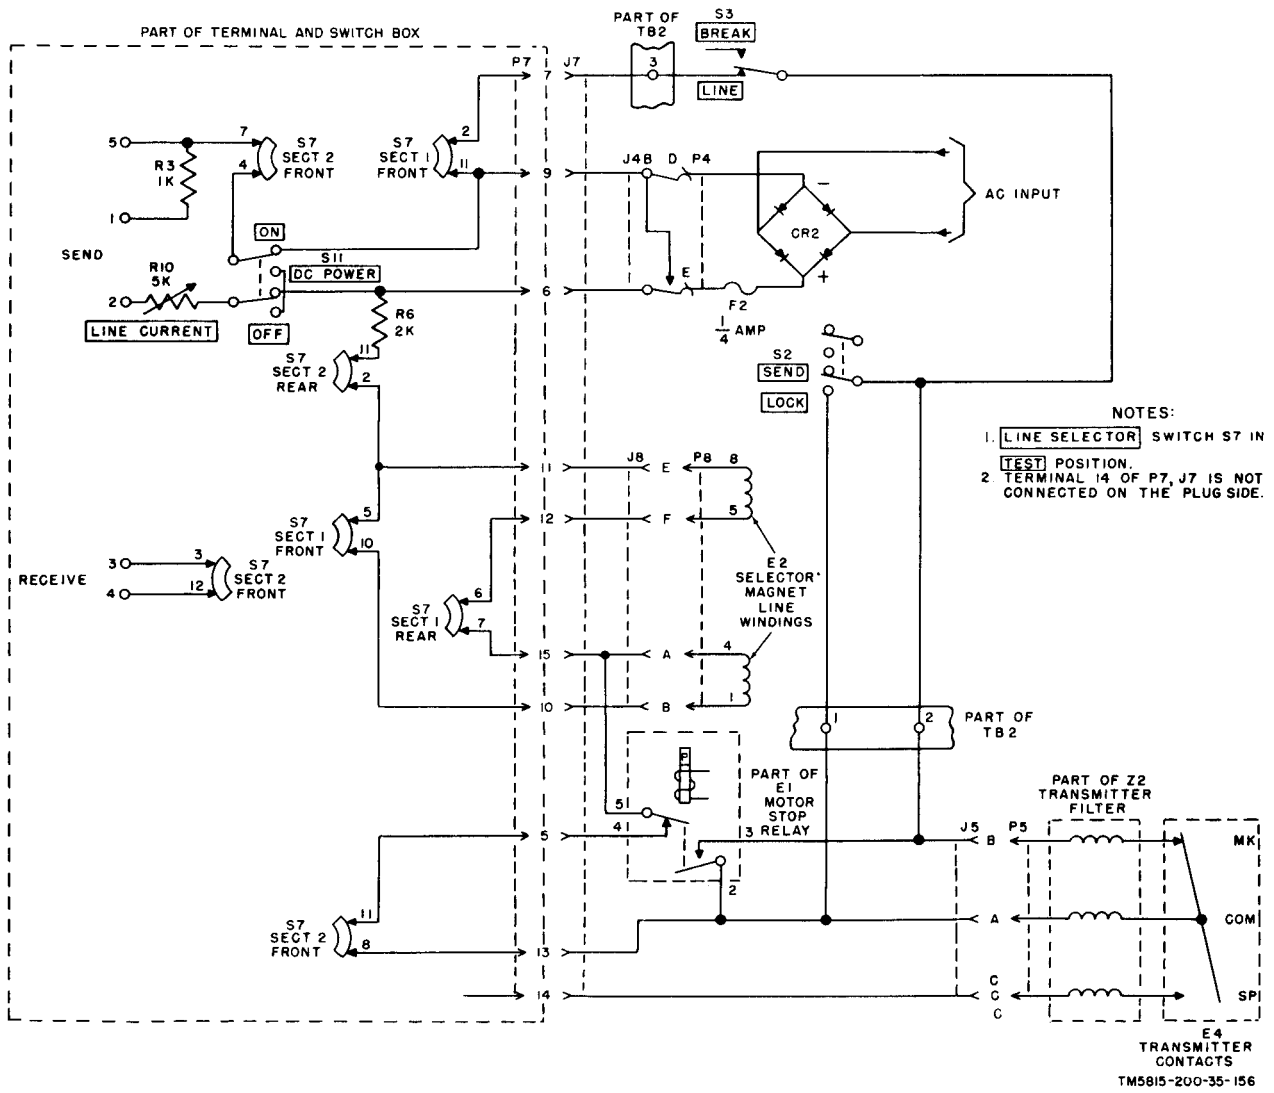 PART OF TERMINAL AND SWITCH BOX
PART OF
TB2
3
S3
BREAK
LINE
P7
7
J7
5
7
4
S7
SECT 2
FRONT
R3
1K
1
S7
SECT 1
FRONT
2
11
9
J4B
D
P4
−
CR2
+
AC INPUT
SEND
ON
S11
DC POWER
R10
5K
2
LINE CURRENT
OFF
6
E
F2
1/4 AMP
R6
2K
S7
SECT 2
REAR
11
2
S2
SEND
LOCK
NOTES:
1. LINE SELECTOR SWITCH S7 IN
TEST POSITION.
2. TERMINAL 14 OF P7, J7 IS NOT
CONNECTED ON THE PLUG SIDE.
11
J8
E
P8
8
12
F
5
S7
SECT 1
FRONT
5
10
RECEIVE
3
4
3
12
S7
SECT 2
FRONT
S7
SECT 1
REAR
6
7
E2
SELECTOR
MAGNET
LINE
WINDINGS
15
A
4
10
B
1
1
2
PART OF
TB2
P
5
4
3
2
PART OF
E1
MOTOR
STOP
RELAY
PART OF Z2
TRANSMITTER
FILTER
5
J5
B
P5
MK
S7
SECT 2
FRONT
11
8
A
COM
13
14
C
C
C
SP
E4
TRANSMITTER
CONTACTS
TM5815-200-35-156